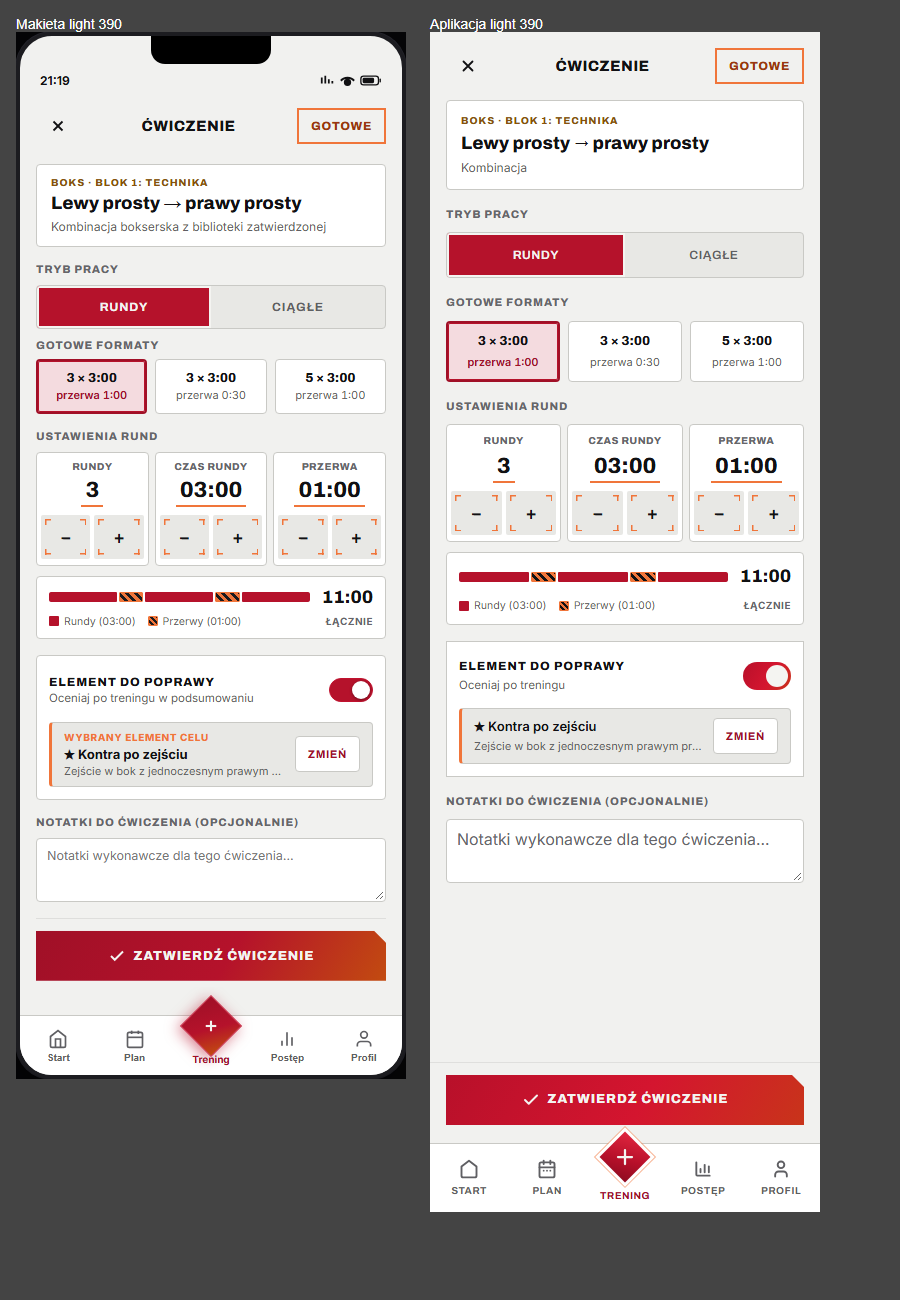 Makieta light 390
21:19
ĆWICZENIE
GOTOWE
BOKS · BLOK 1: TECHNIKA
Lewy prosty → prawy prosty
Kombinacja bokserska z biblioteki zatwierdzonej
TRYB PRACY
RUNDY
CIĄGŁE
GOTOWE FORMATY
3 × 3:00
przerwa 1:00
3 × 3:00
przerwa 0:30
5 × 3:00
przerwa 1:00
USTAWIENIA RUND
RUNDY
3
− +
CZAS RUNDY
03:00
− +
PRZERWA
01:00
− +
11:00
Rundy (03:00)
Przerwy (01:00)
ŁĄCZNIE
ELEMENT DO POPRAWY
Oceniaj po treningu w podsumowaniu
WYBRANY ELEMENT CELU
★ Kontra po zejściu
Zejście w bok z jednoczesnym prawym ...
ZMIEŃ
NOTATKI DO ĆWICZENIA (OPCJONALNIE)
Notatki wykonawcze dla tego ćwiczenia...
ZATWIERDŹ ĆWICZENIE
Start
Plan
Trening
Postęp
Profil
Aplikacja light 390
ĆWICZENIE
GOTOWE
BOKS · BLOK 1: TECHNIKA
Lewy prosty → prawy prosty
Kombinacja
TRYB PRACY
RUNDY
CIĄGŁE
GOTOWE FORMATY
3 × 3:00
przerwa 1:00
3 × 3:00
przerwa 0:30
5 × 3:00
przerwa 1:00
USTAWIENIA RUND
RUNDY
3
− +
CZAS RUNDY
03:00
− +
PRZERWA
01:00
− +
11:00
Rundy (03:00)
Przerwy (01:00)
ŁĄCZNIE
ELEMENT DO POPRAWY
Oceniaj po treningu
★ Kontra po zejściu
Zejście w bok z jednoczesnym prawym pr...
ZMIEŃ
NOTATKI DO ĆWICZENIA (OPCJONALNIE)
Notatki wykonawcze dla tego ćwiczenia...
ZATWIERDŹ ĆWICZENIE
START
PLAN
TRENING
POSTĘP
PROFIL